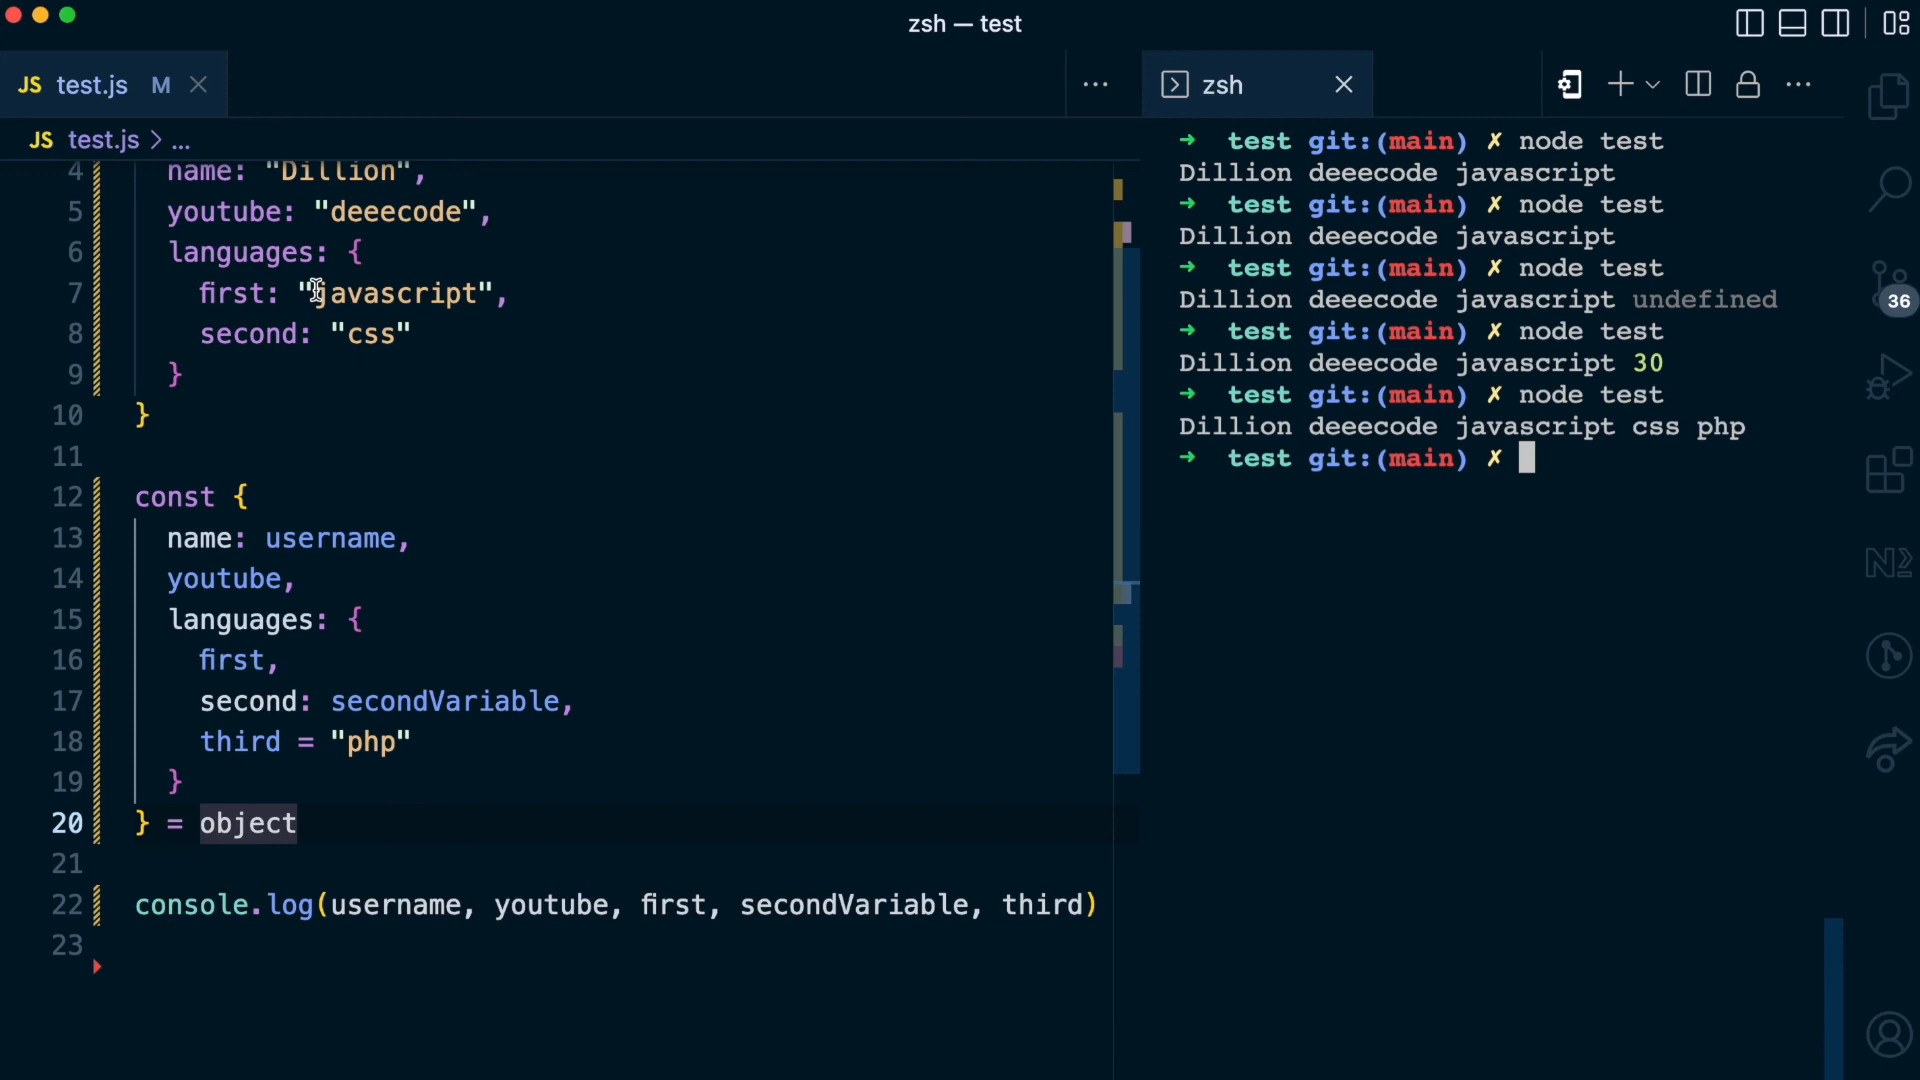 zsh — test
JS test.js M
JS test.js > ...
4 name: "Dillion",
5 youtube: "deeecode",
6 languages: {
7 first: "javascript",
8 second: "css"
9 }
10 }
11
12 const {
13 name: username,
14 youtube,
15 languages: {
16 first,
17 second: secondVariable,
18 third = "php"
19 }
20 } = object
21
22 console.log(username, youtube, first, secondVariable, third)
23
zsh
➜ test git:(main) ✗ node test
Dillion deeecode javascript
➜ test git:(main) ✗ node test
Dillion deeecode javascript
➜ test git:(main) ✗ node test
Dillion deeecode javascript undefined
➜ test git:(main) ✗ node test
Dillion deeecode javascript 30
➜ test git:(main) ✗ node test
Dillion deeecode javascript css php
➜ test git:(main) ✗
36